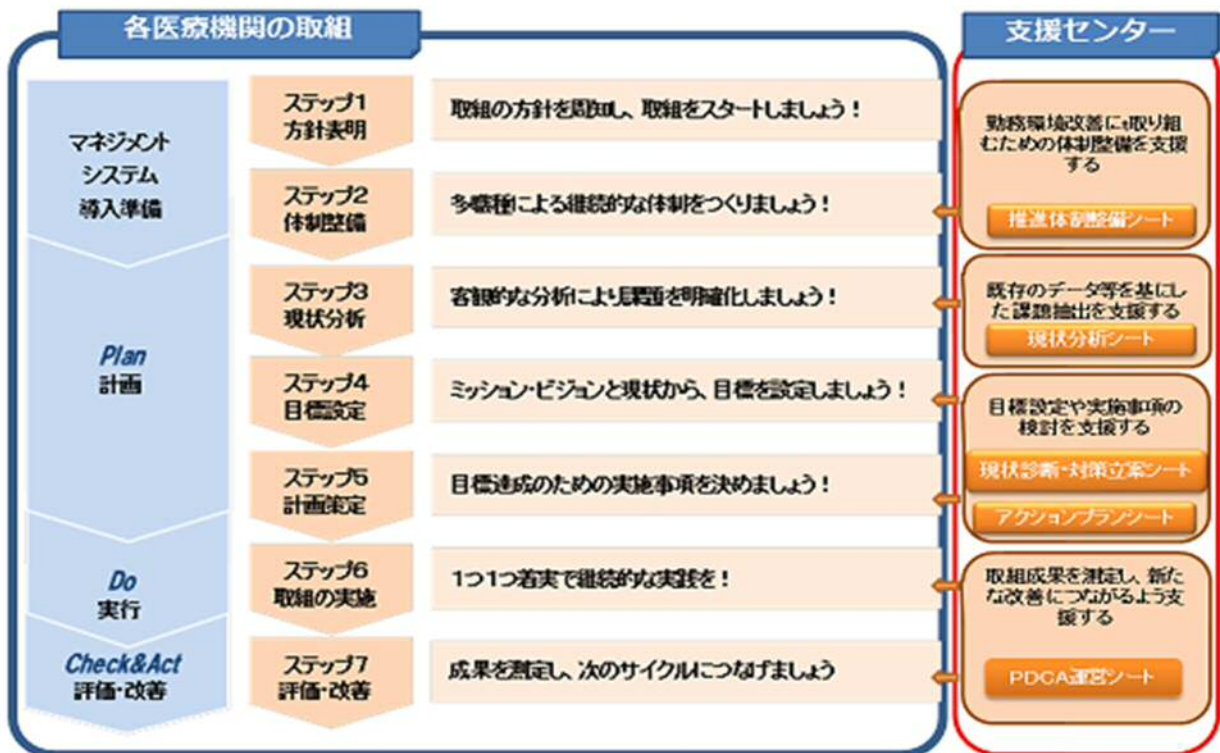 各医療機関の取組
マネジメント
システム
導入準備
Plan
計画
Do
実行
Check&Act
評価・改善
ステップ1
方針表明
取組の方針を周知し、取組をスタートしましょう！
ステップ2
体制整備
多職種による継続的な体制をつくりましょう！
ステップ3
現状分析
客観的な分析により課題を明確化しましょう！
ステップ4
目標設定
ミッション・ビジョンと現状から、目標を設定しましょう！
ステップ5
計画策定
目標達成のための実施事項を決めましょう！
ステップ6
取組の実施
1つ1つ着実で継続的な実践を！
ステップ7
評価・改善
成果を測定し、次のサイクルにつなげましょう
支援センター
勤務環境改善に取り組
むための体制整備を支援
する
推進体制整備シート
既存のデータ等を基にし
た課題抽出を支援する
現状分析シート
目標設定や実施事項の
検討を支援する
現状診断・対策立案シート
アクションプランシート
取組成果を測定し、新た
な改善につながるよう支
援する
PDCA運営シート